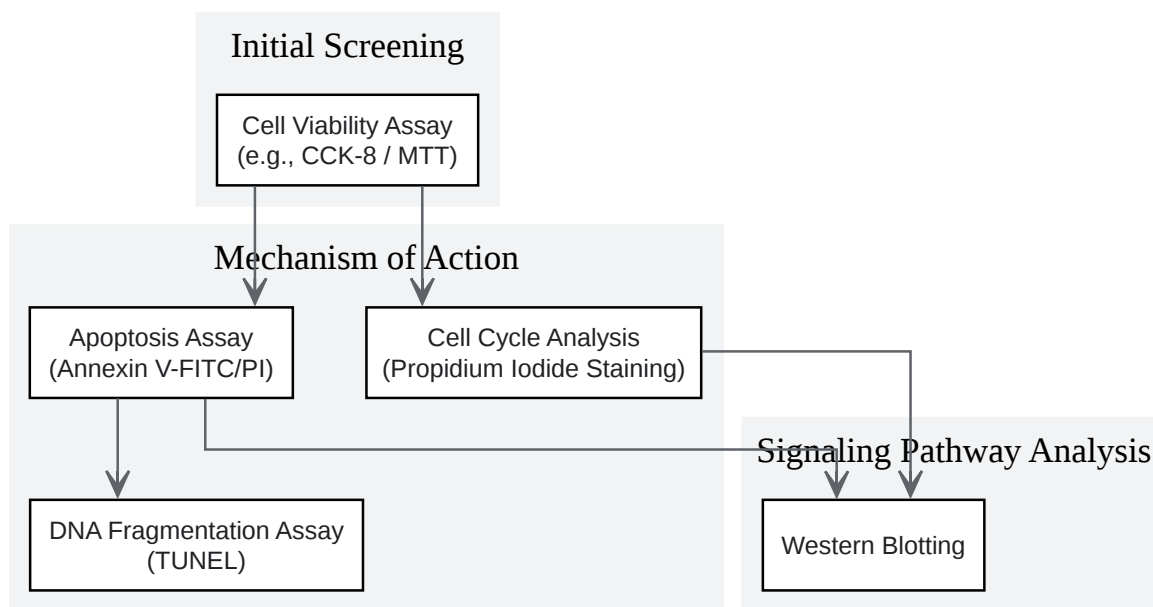 Initial Screening
Cell Viability Assay
(e.g., CCK-8 / MTT)
Mechanism of Action
Apoptosis Assay
(Annexin V-FITC/PI)
Cell Cycle Analysis
(Propidium Iodide Staining)
Signaling Pathway Analysis
DNA Fragmentation Assay
(TUNEL)
Western Blotting